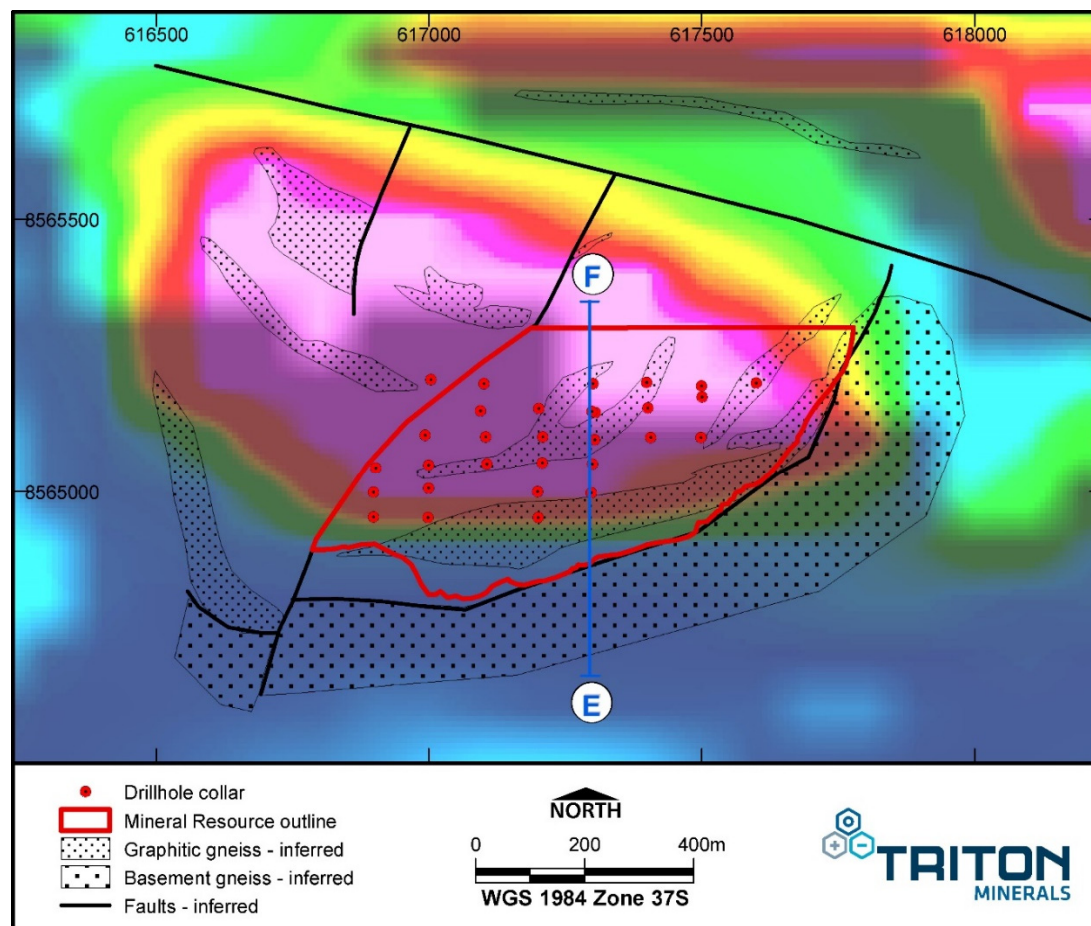 616500 617000 617500 618000
8565500
F
8565000
E
Drillhole collar
Mineral Resource outline
Graphitic gneiss - inferred
Basement gneiss - inferred
Faults - inferred
NORTH
0 200 400m
WGS 1984 Zone 37S
TRITON
MINERALS